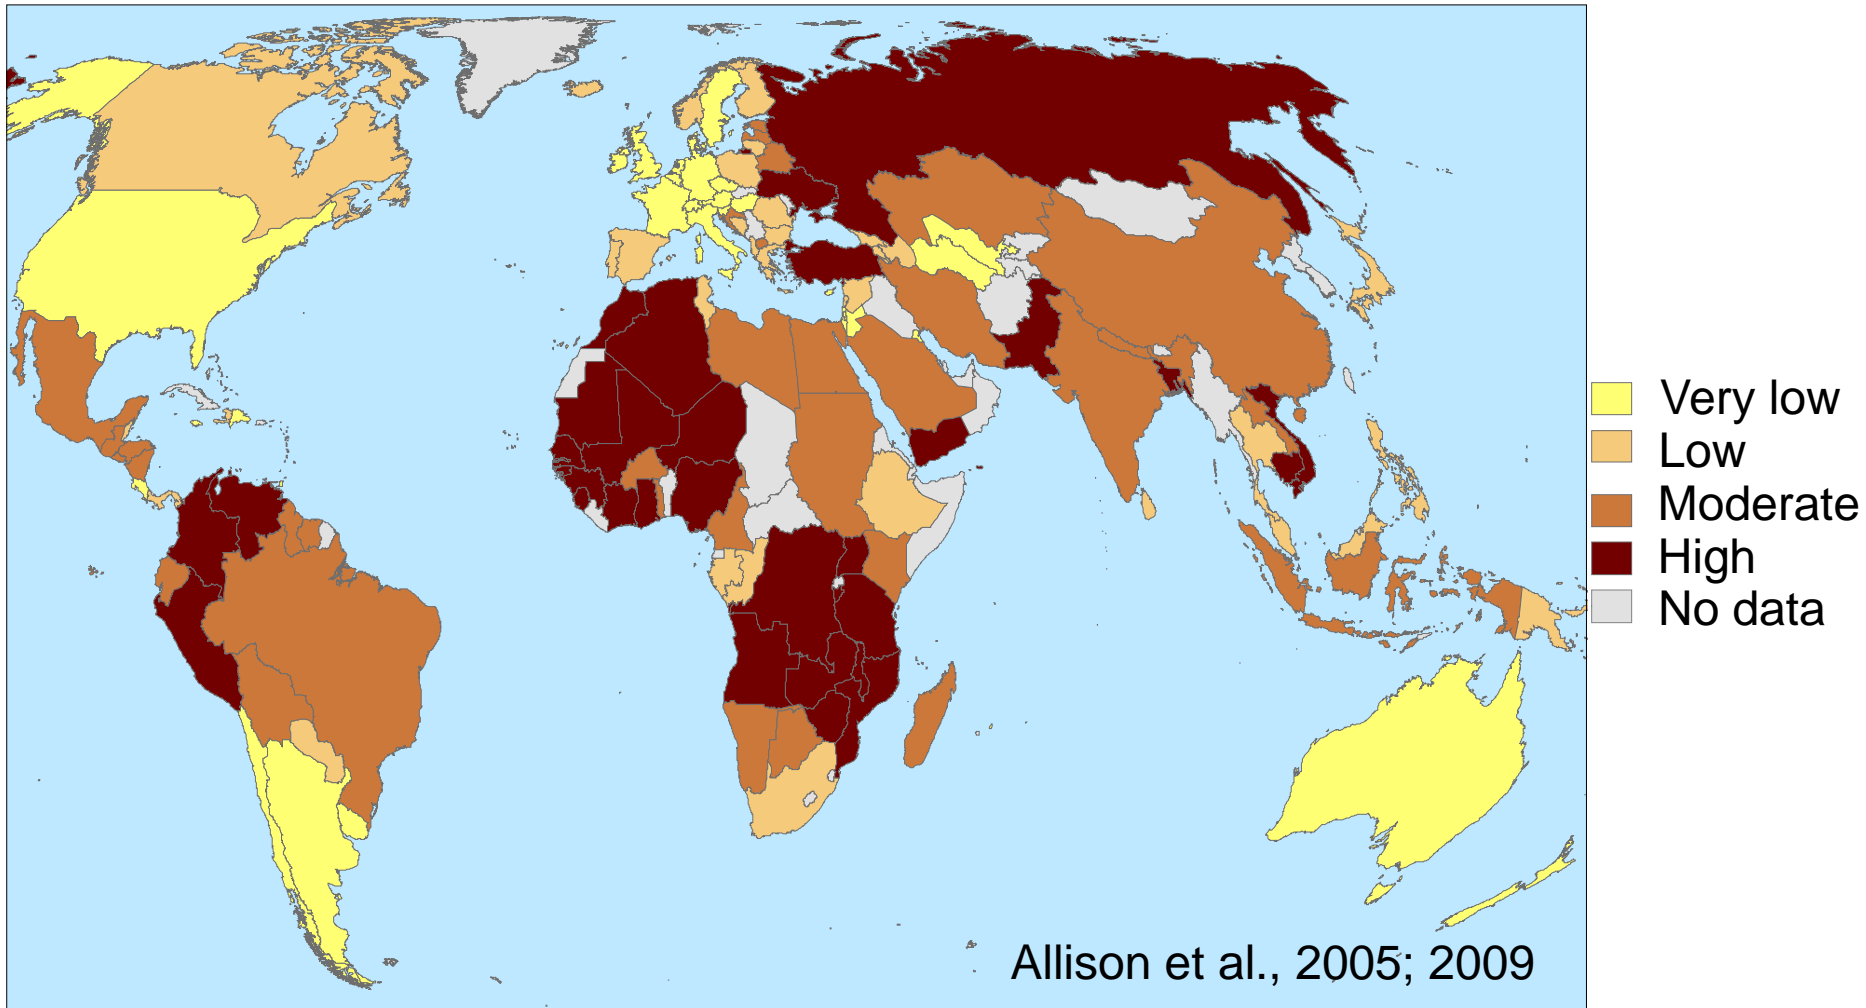 Very low
Low
Moderate
High
No data
Allison et al., 2005; 2009